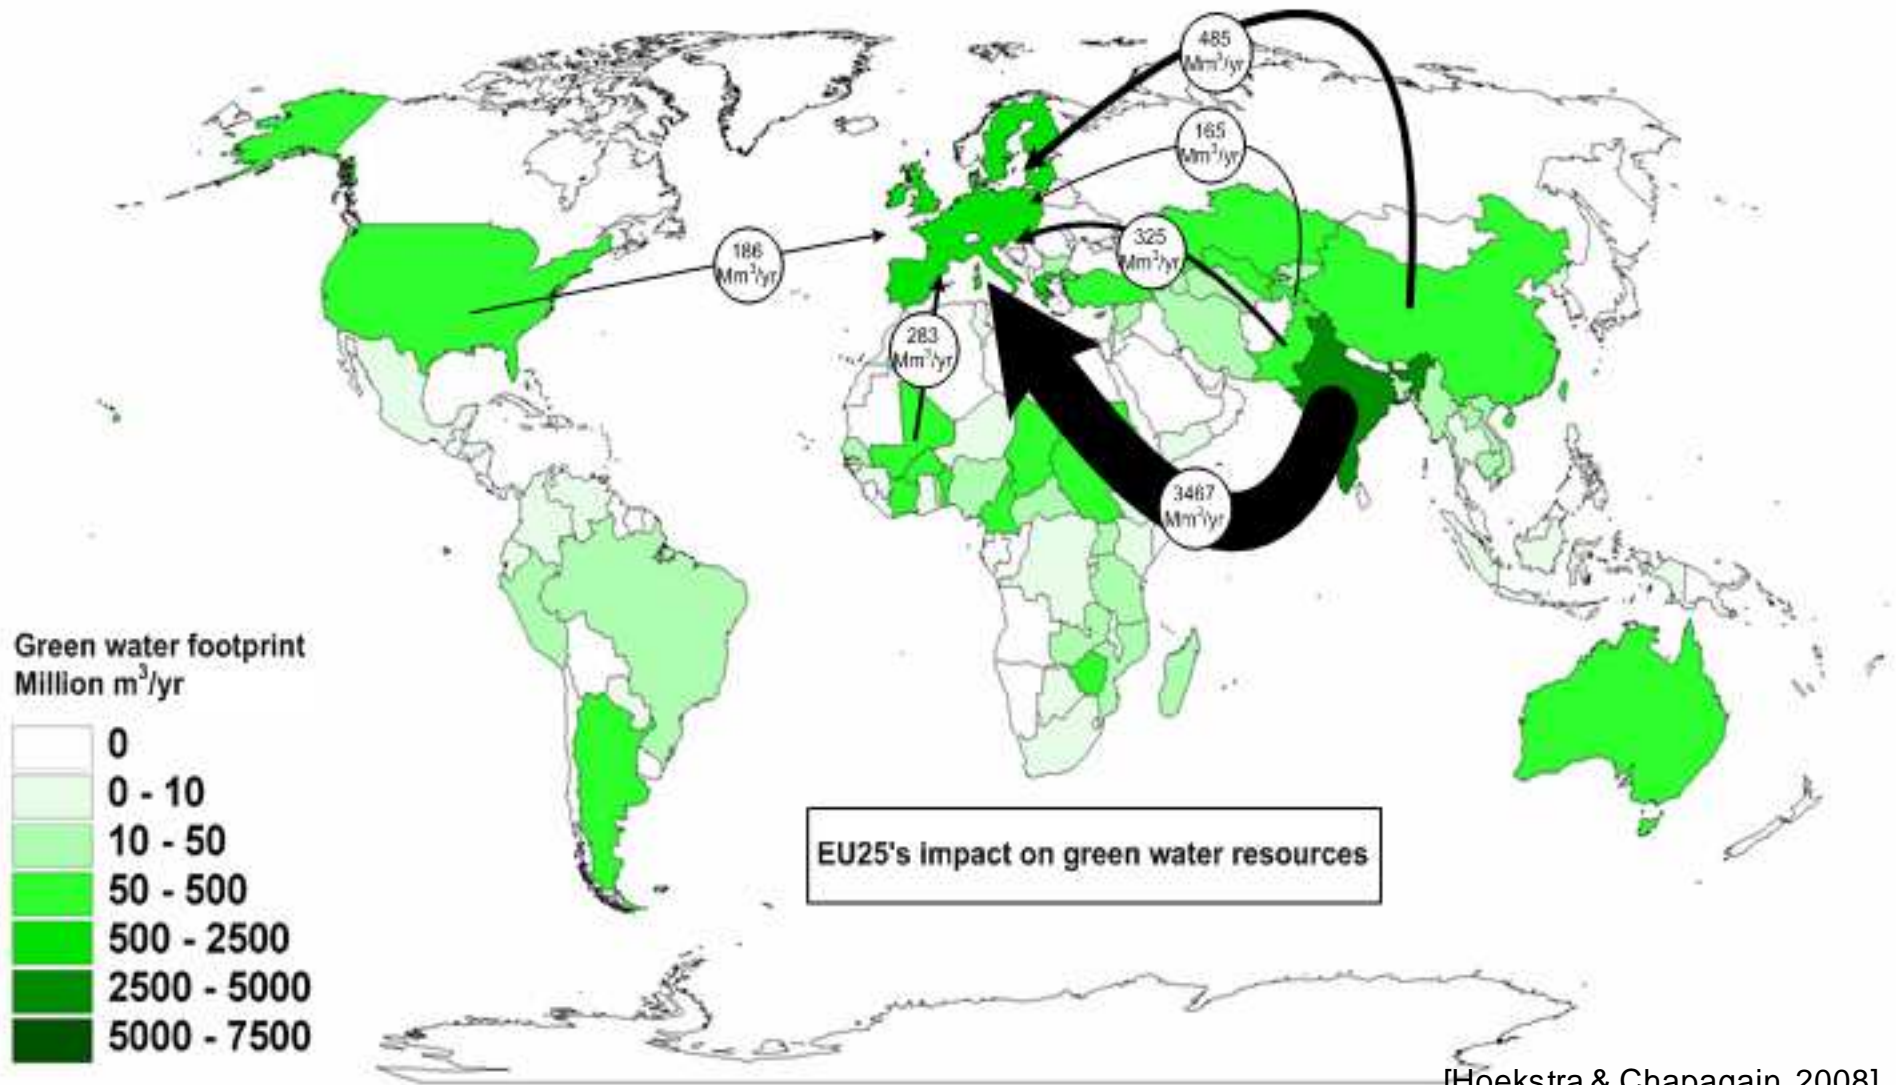 485
Mm³/yr
165
Mm³/yr
186
Mm³/yr
325
Mm³/yr
283
Mm³/yr
3467
Mm³/yr
Green water footprint
Million m³/yr
0
0 - 10
10 - 50
50 - 500
500 - 2500
2500 - 5000
5000 - 7500
EU25's impact on green water resources
[Hoekstra & Chapagain, 2008]